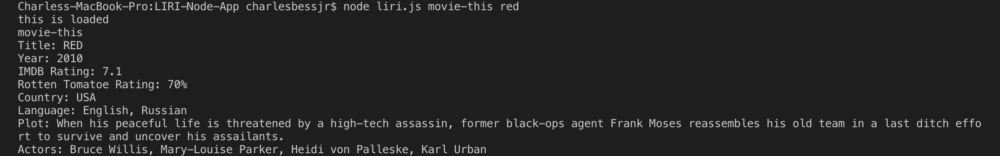 Charless-MacBook-Pro:LIRI-Node-App charlesbessjr$ node liri.js movie-this red
this is loaded
movie-this
Title: RED
Year: 2010
IMDB Rating: 7.1
Rotten Tomatoe Rating: 70%
Country: USA
Language: English, Russian
Plot: When his peaceful life is threatened by a high-tech assassin, former black-ops agent Frank Moses reassembles his old team in a last ditch effo
rt to survive and uncover his assailants.
Actors: Bruce Willis, Mary-Louise Parker, Heidi von Palleske, Karl Urban